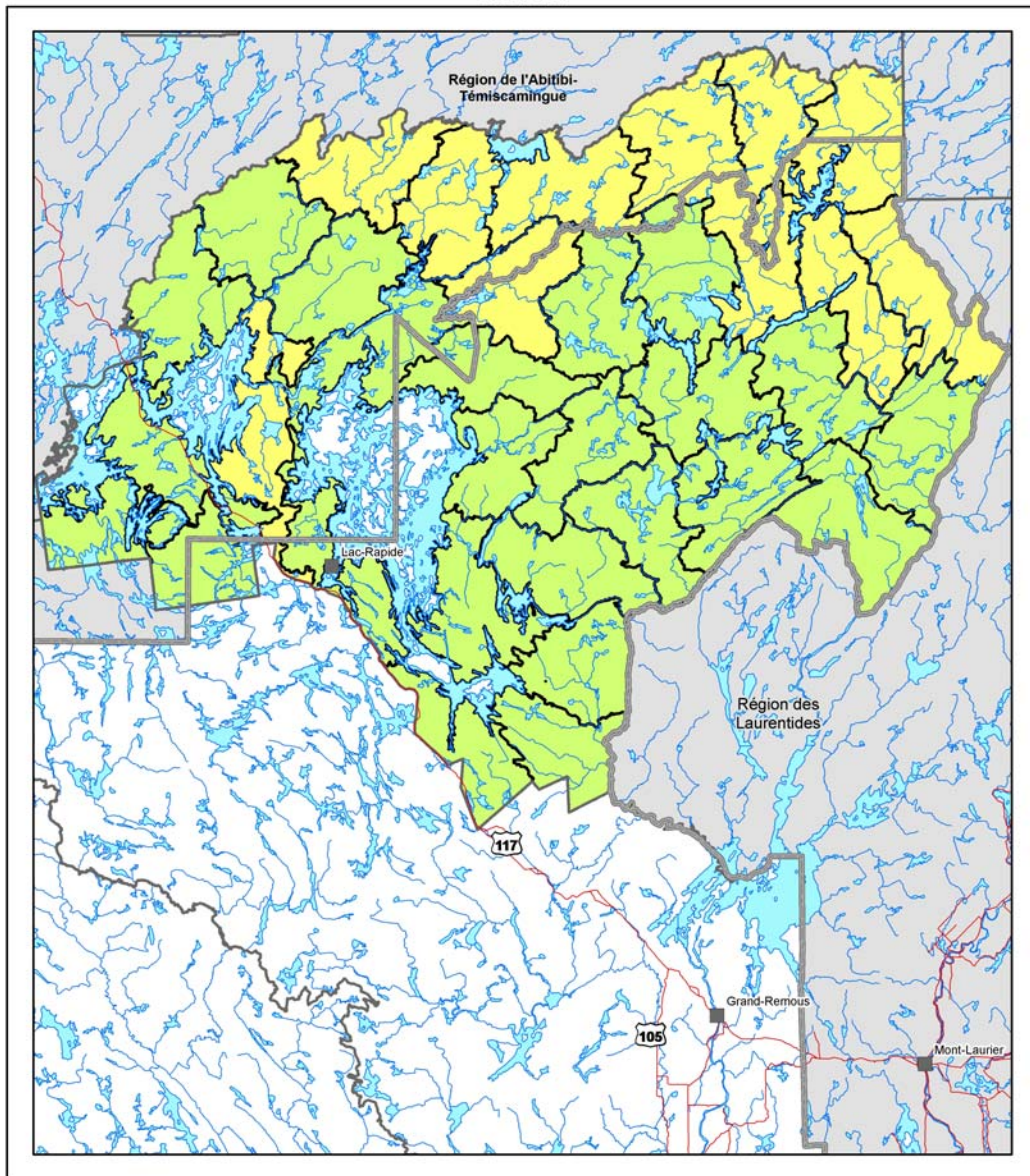 Région de l'Abitibi-
Témiscamingue
Lac-Rapide
Région des
Laurentides
117
Grand-Remous
105
Mont-Laurier